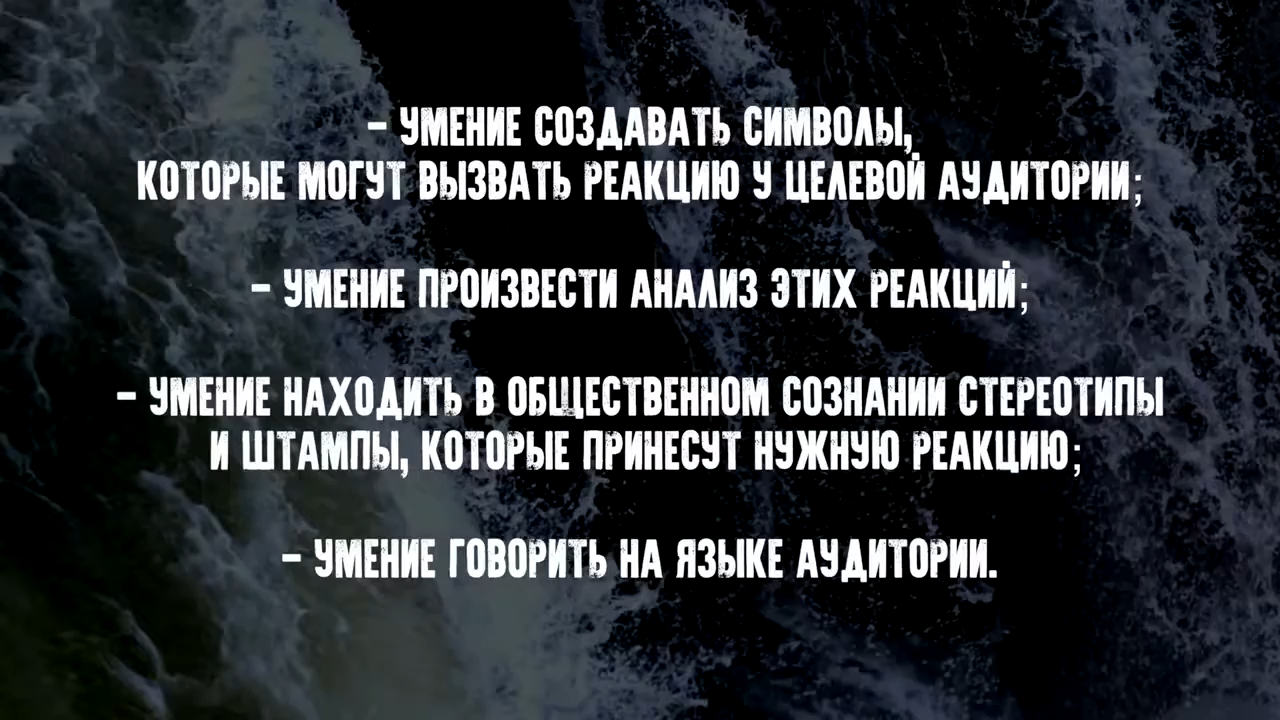 – УМЕНИЕ СОЗДАВАТЬ СИМВОЛЫ,
КОТОРЫЕ МОГУТ ВЫЗВАТЬ РЕАКЦИЮ У ЦЕЛЕВОЙ АУДИТОРИИ;
– УМЕНИЕ ПРОИЗВЕСТИ АНАЛИЗ ЭТИХ РЕАКЦИЙ;
– УМЕНИЕ НАХОДИТЬ В ОБЩЕСТВЕННОМ СОЗНАНИИ СТЕРЕОТИПЫ
И ШТАМПЫ, КОТОРЫЕ ПРИНЕСУТ НУЖНУЮ РЕАКЦИЮ;
– УМЕНИЕ ГОВОРИТЬ НА ЯЗЫКЕ АУДИТОРИИ.